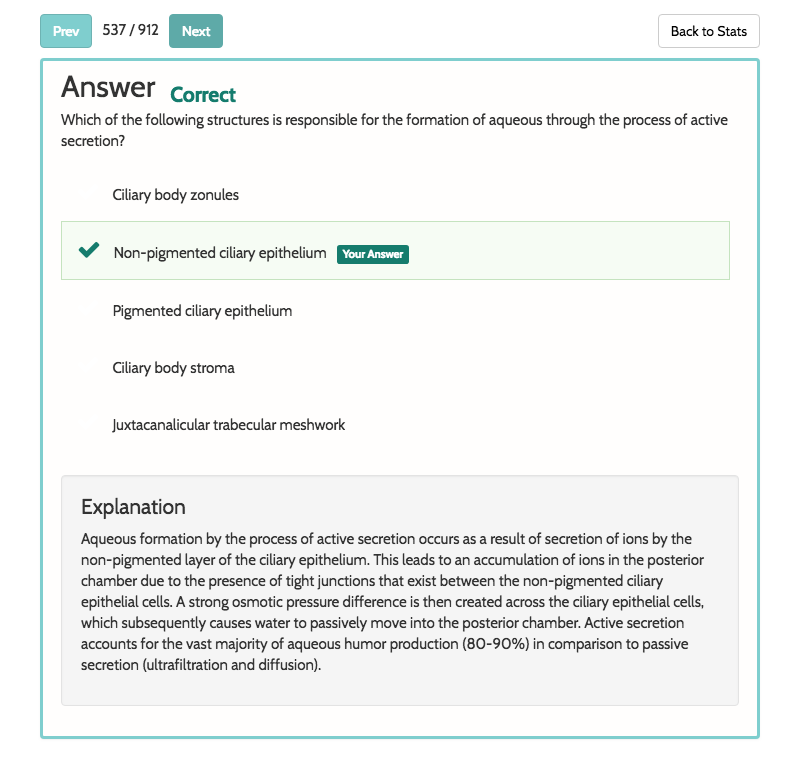 Prev 537 / 912 Next Back to Stats
Answer Correct
Which of the following structures is responsible for the formation of aqueous through the process of active
secretion?
Ciliary body zonules
Non-pigmented ciliary epithelium Your Answer
Pigmented ciliary epithelium
Ciliary body stroma
Juxtacanalicular trabecular meshwork
Explanation
Aqueous formation by the process of active secretion occurs as a result of secretion of ions by the
non-pigmented layer of the ciliary epithelium. This leads to an accumulation of ions in the posterior
chamber due to the presence of tight junctions that exist between the non-pigmented ciliary
epithelial cells. A strong osmotic pressure difference is then created across the ciliary epithelial cells,
which subsequently causes water to passively move into the posterior chamber. Active secretion
accounts for the vast majority of aqueous humor production (80-90%) in comparison to passive
secretion (ultrafiltration and diffusion).